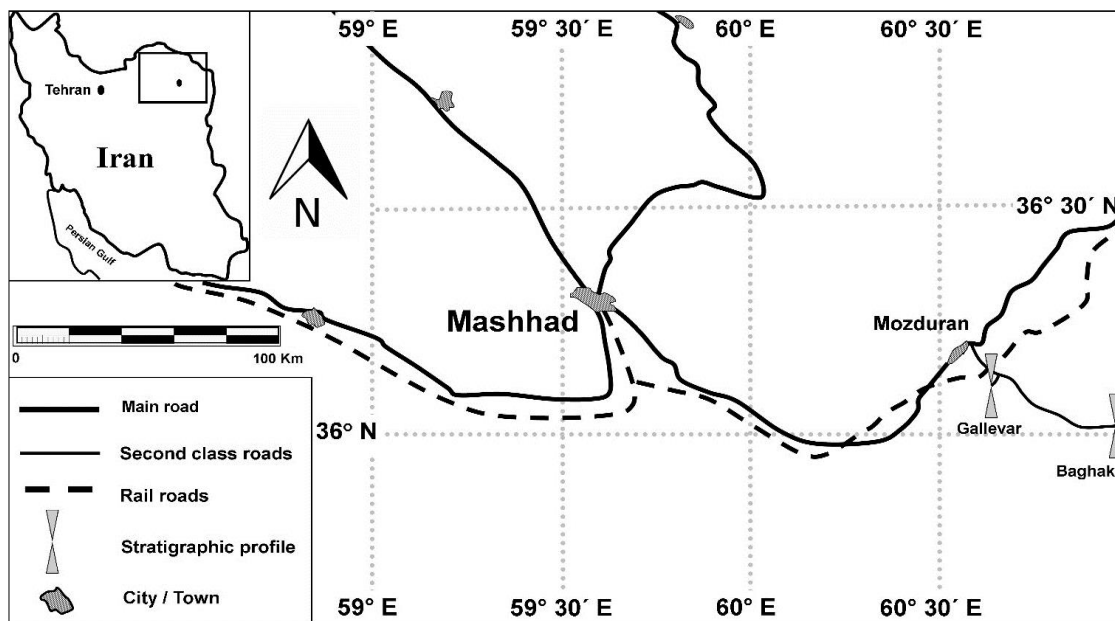 59° E
59° 30´ E
60° E
60° 30´ E
Tehran
Iran
Persian Gulf
N
36° 30´ N
Mashhad
Mozduran
0
100 Km
Gallevar
36° N
Baghak
Main road
Second class roads
Rail roads
Stratigraphic profile
City / Town
59° E
59° 30´ E
60° E
60° 30´ E